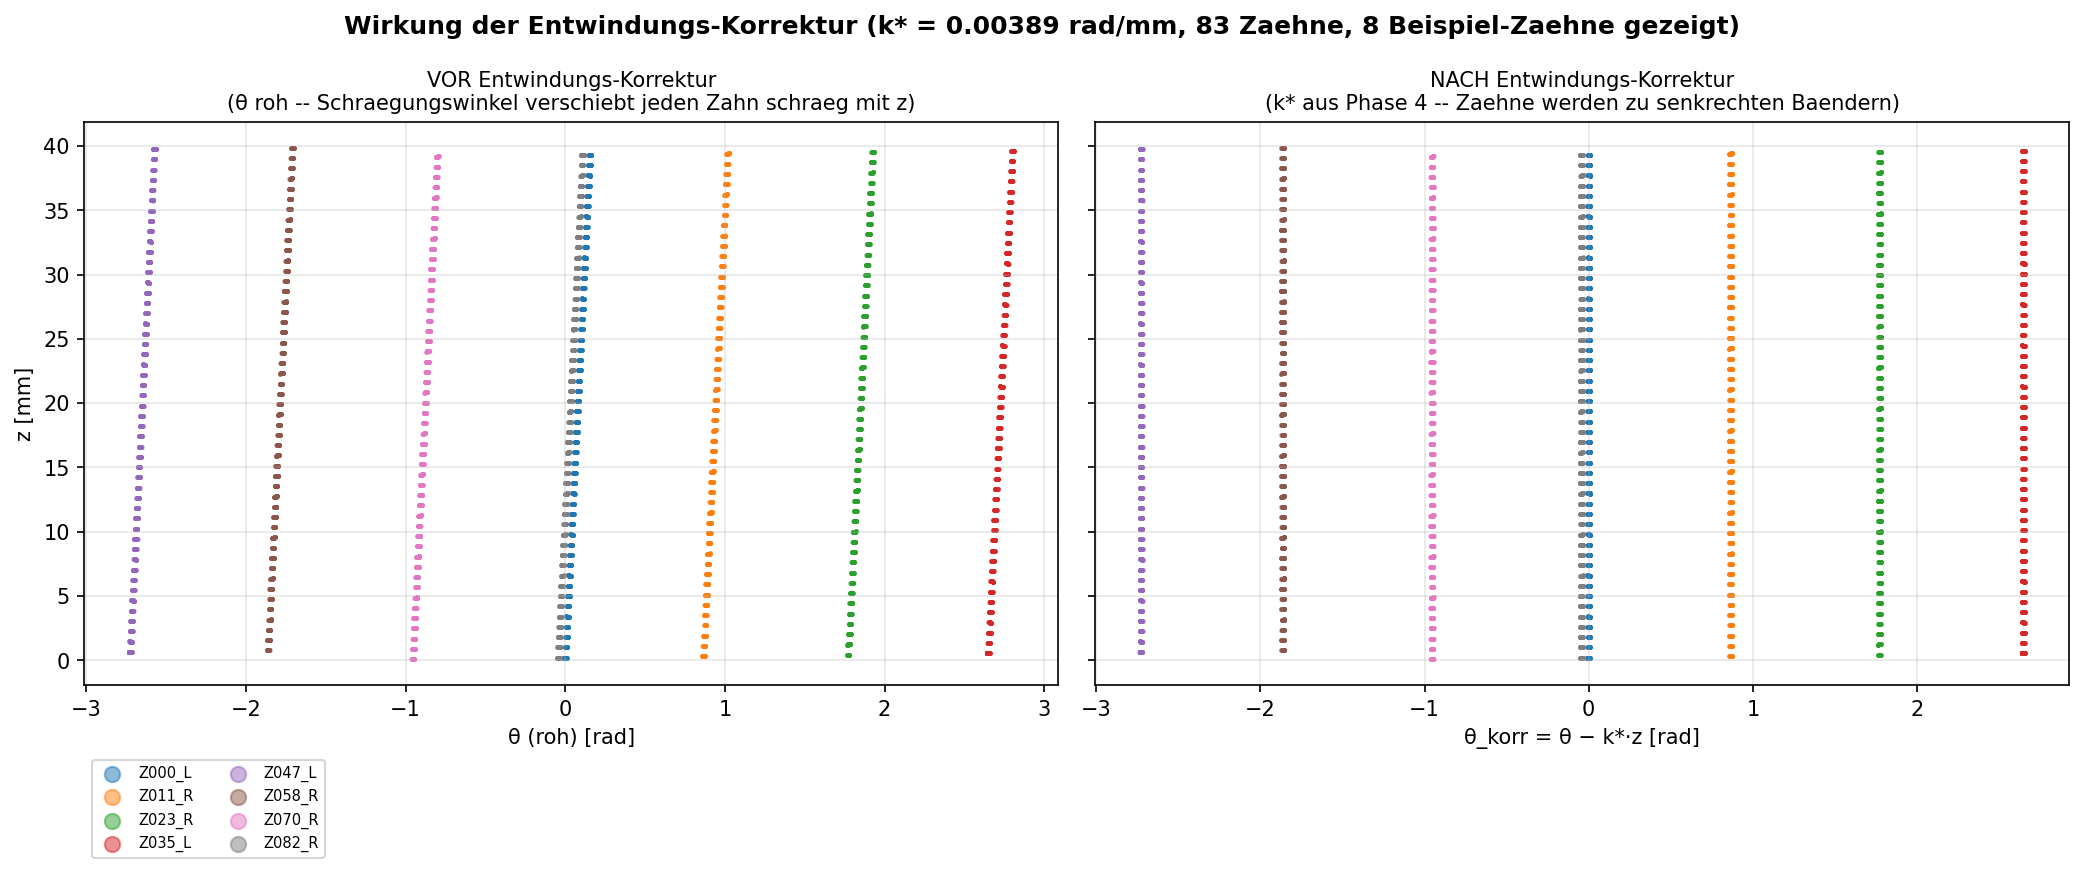 Wirkung der Entwindungs-Korrektur (k* = 0.00389 rad/mm, 83 Zaehne, 8 Beispiel-Zaehne gezeigt)
VOR Entwindungs-Korrektur
(θ roh -- Schraegungswinkel verschiebt jeden Zahn schraeg mit z)
40
35
30
25
20
15
10
5
0
z [mm]
−3
−2
−1
0
1
2
3
θ (roh) [rad]
NACH Entwindungs-Korrektur
(k* aus Phase 4 -- Zaehne werden zu senkrechten Baendern)
−3
−2
−1
0
1
2
θ_korr = θ − k*·z [rad]
Z000_L
Z011_R
Z023_R
Z035_L
Z047_L
Z058_R
Z070_R
Z082_R